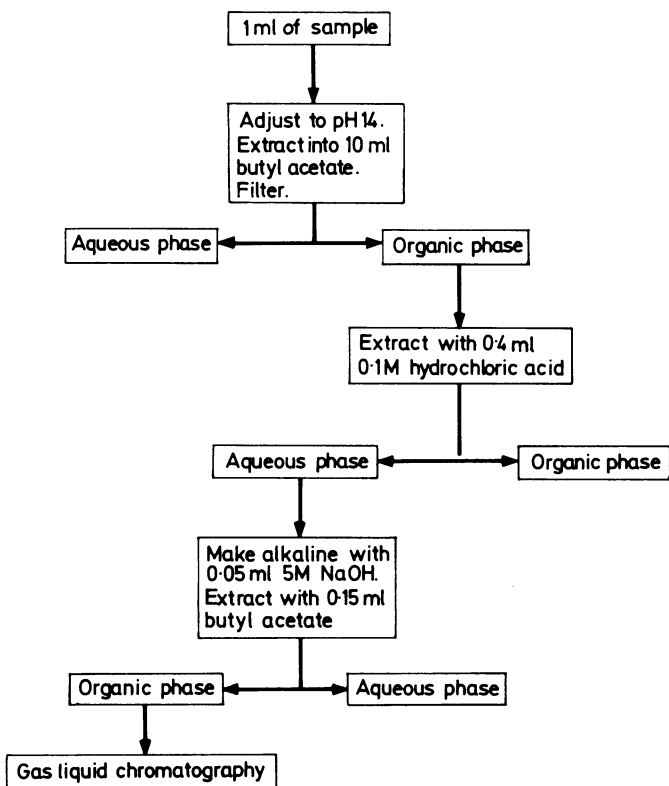 1 ml of sample
Adjust to pH 14.
Extract into 10 ml
butyl acetate.
Filter.
Aqueous phase
Organic phase
Extract with 0·4 ml
0·1M hydrochloric acid
Aqueous phase
Organic phase
Make alkaline with
0·05 ml 5M NaOH.
Extract with 0·15 ml
butyl acetate
Organic phase
Aqueous phase
Gas liquid chromatography